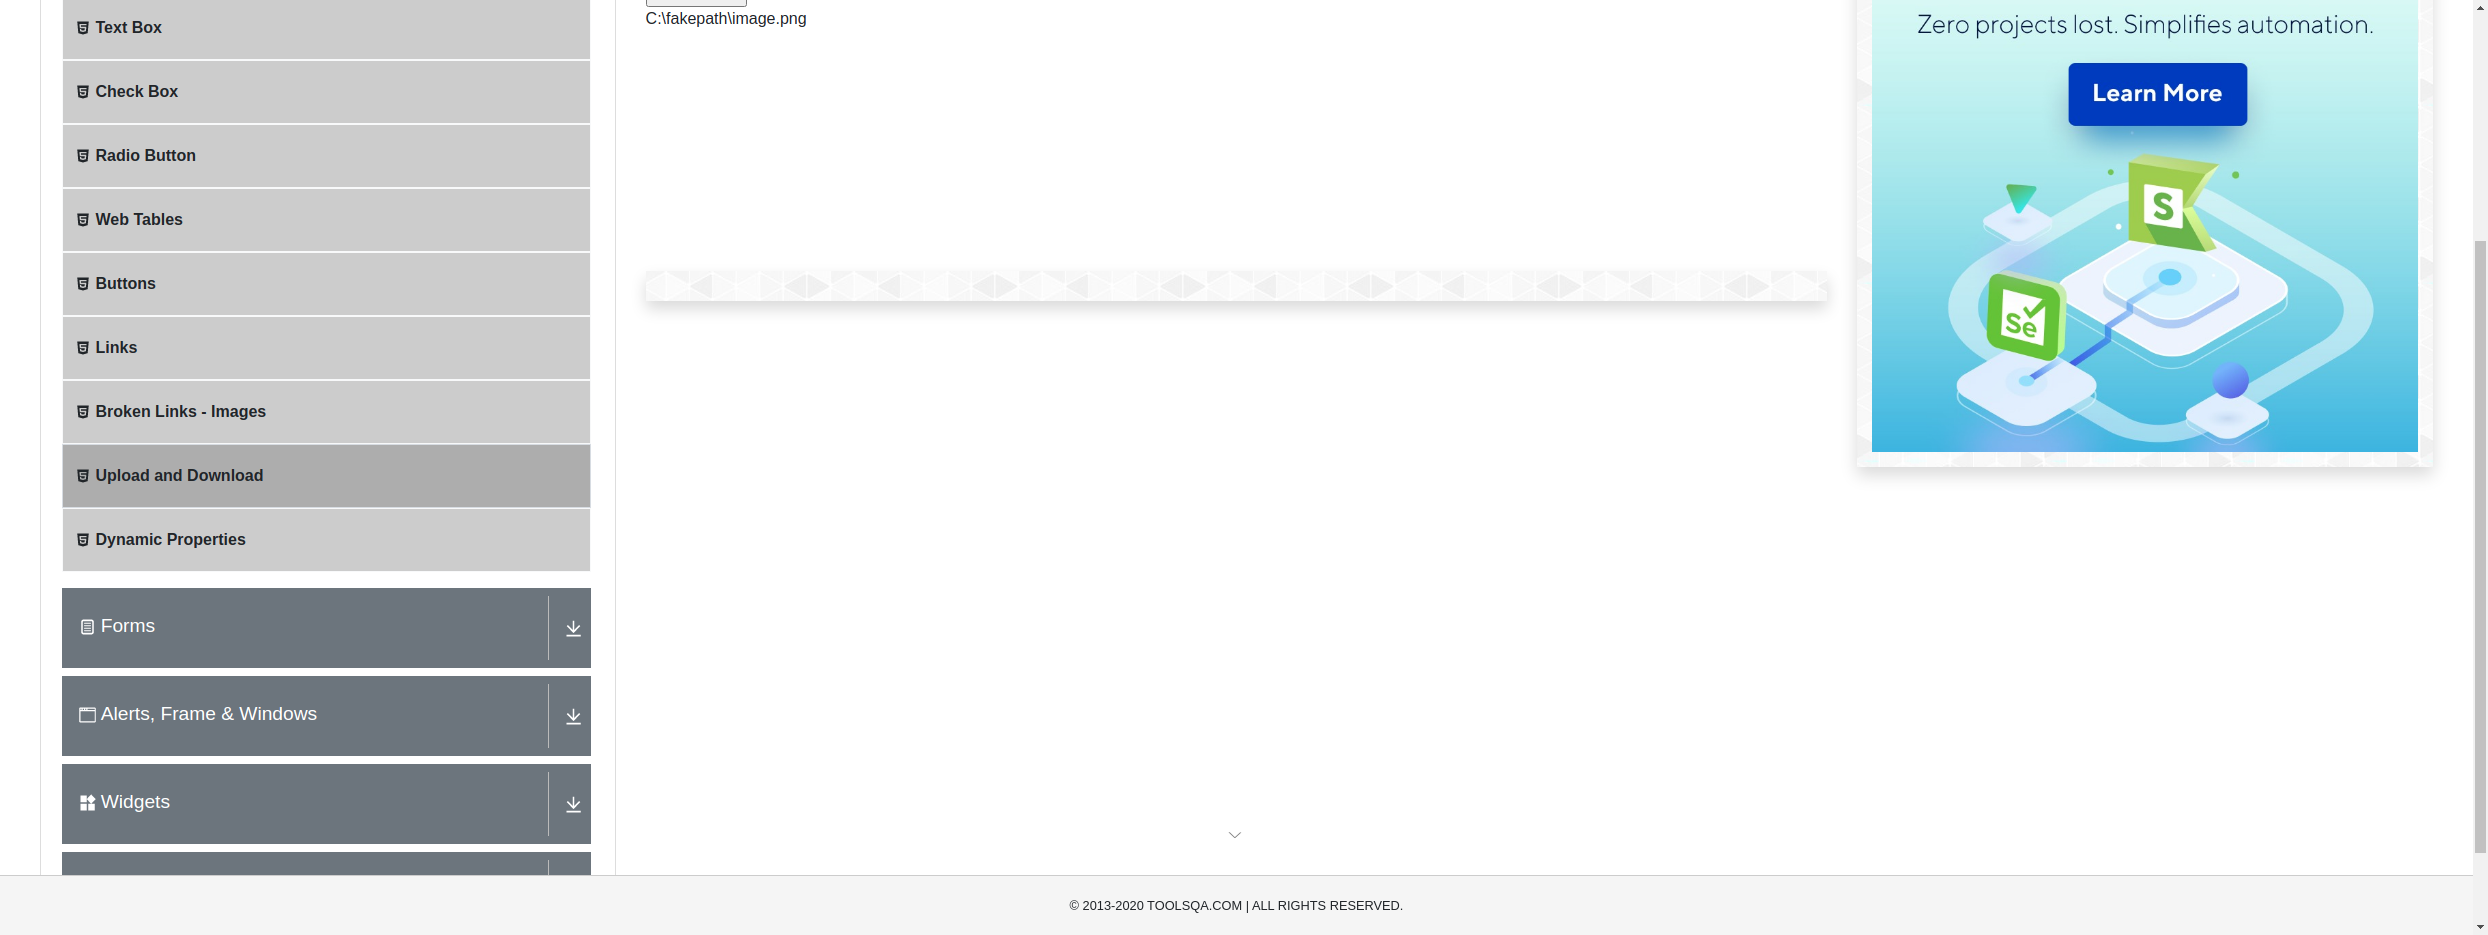 Text Box
Check Box
Radio Button
Web Tables
Buttons
Links
Broken Links - Images
Upload and Download
Dynamic Properties
Forms
Alerts, Frame & Windows
Widgets
C:\fakepath\image.png
Zero projects lost. Simplifies automation.
Learn More
S
Se
© 2013-2020 TOOLSQA.COM | ALL RIGHTS RESERVED.